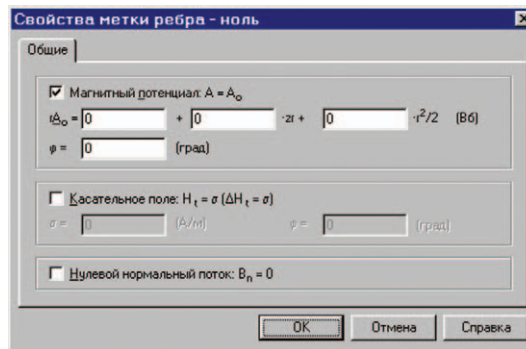 Свойства метки ребра - ноль
Общие
Магнитный потенциал: A = A₀
rA₀ = 0 + 0 ·zr + 0 ·r²/2 (Вб)
φ = 0 (град)
Касательное поле: Hₜ = σ (ΔHₜ = σ)
σ = 0 (А/м) φ = 0 (град)
Нулевой нормальный поток: Bₙ = 0
OK Отмена Справка